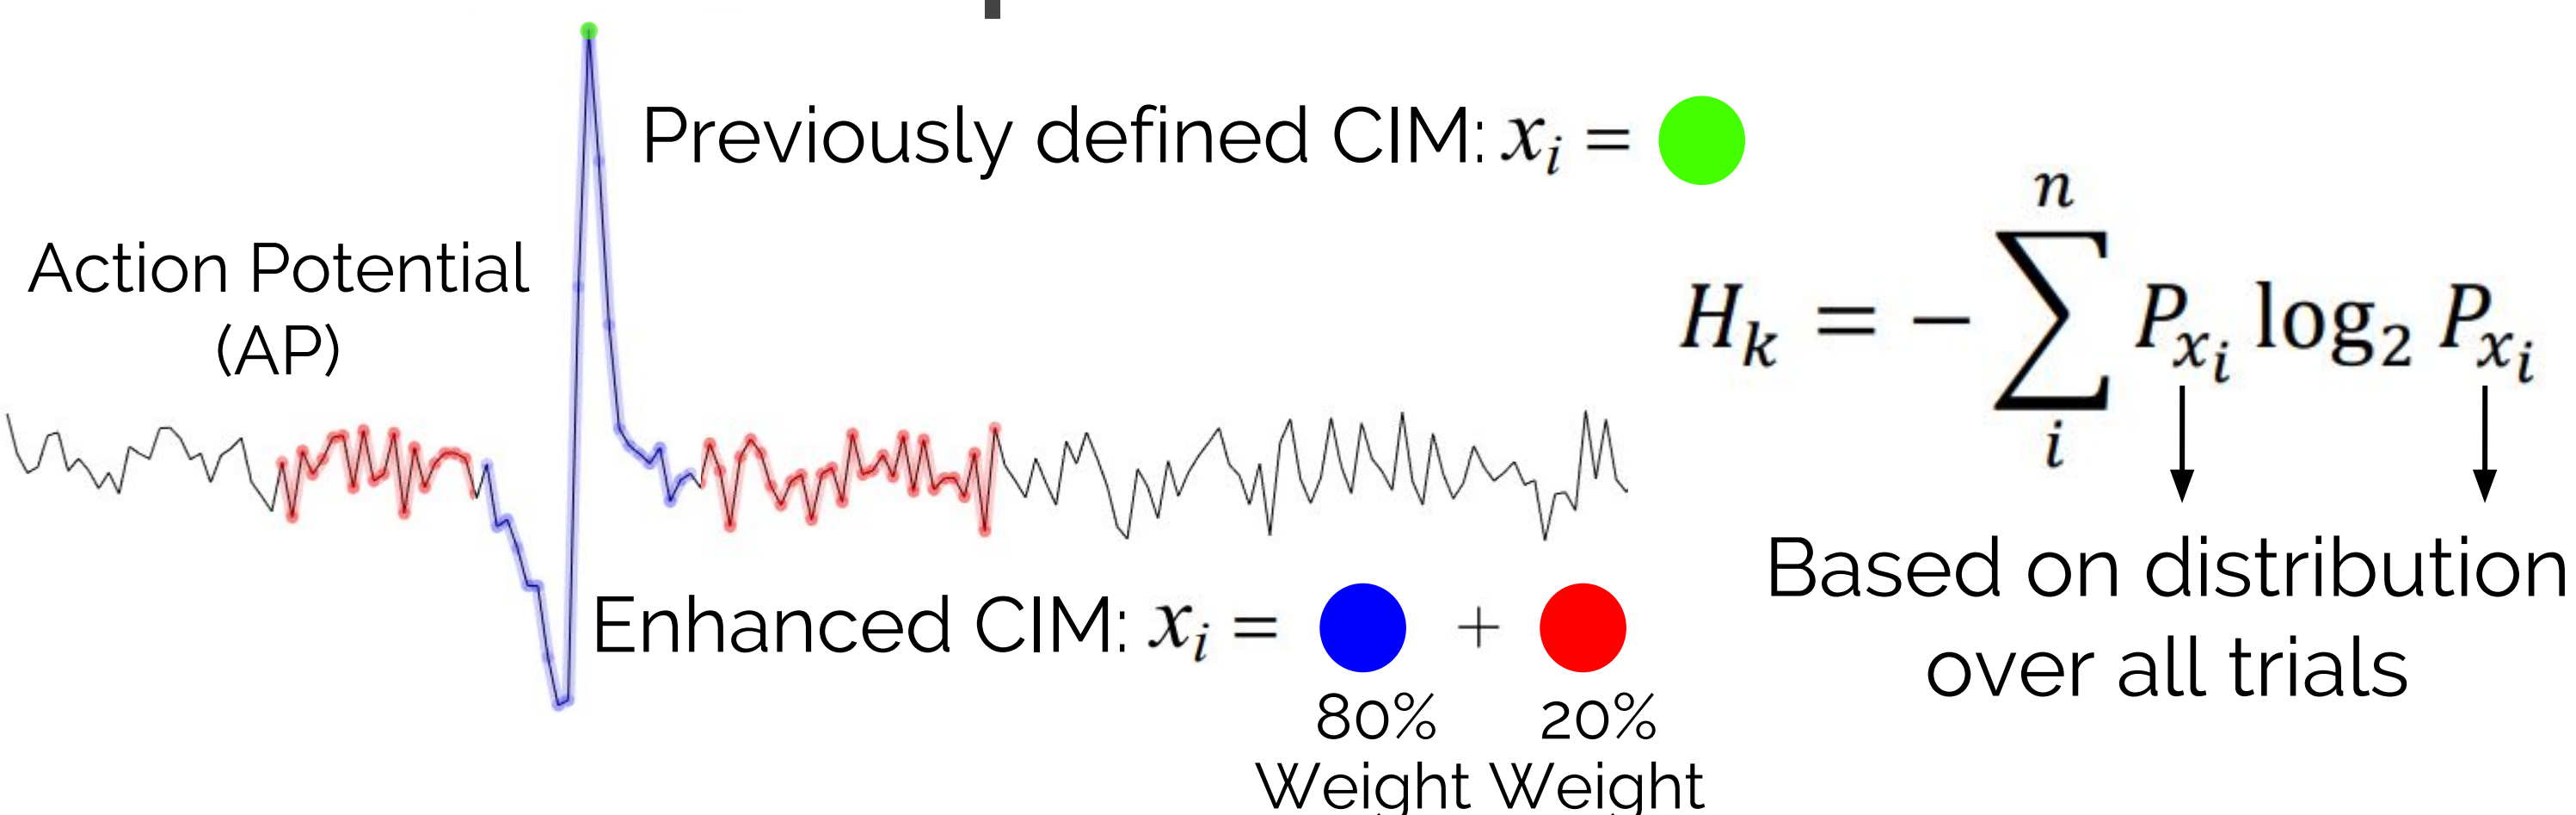 Previously defined CIM: xᵢ =
Action Potential
(AP)
Hₖ = − ∑ᵢⁿ Pₓᵢ log₂ Pₓᵢ
Based on distribution
over all trials
Enhanced CIM: xᵢ = +
80% 20%
Weight Weight